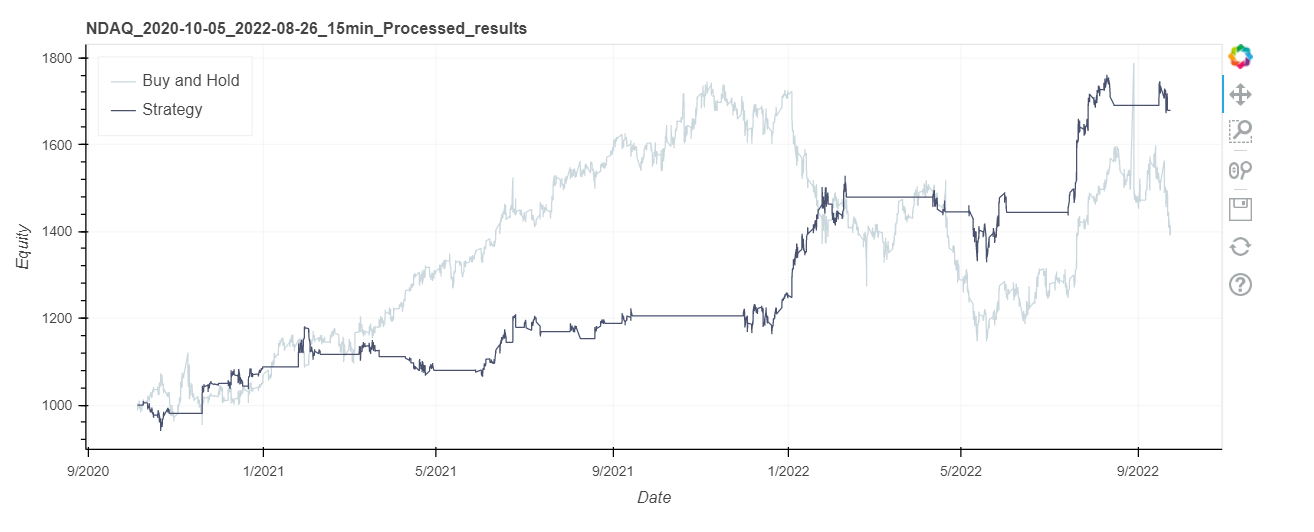 NDAQ_2020-10-05_2022-08-26_15min_Processed_results
Buy and Hold
Strategy
1800
1600
1400
1200
1000
Equity
9/2020 1/2021 5/2021 9/2021 1/2022 5/2022 9/2022
Date